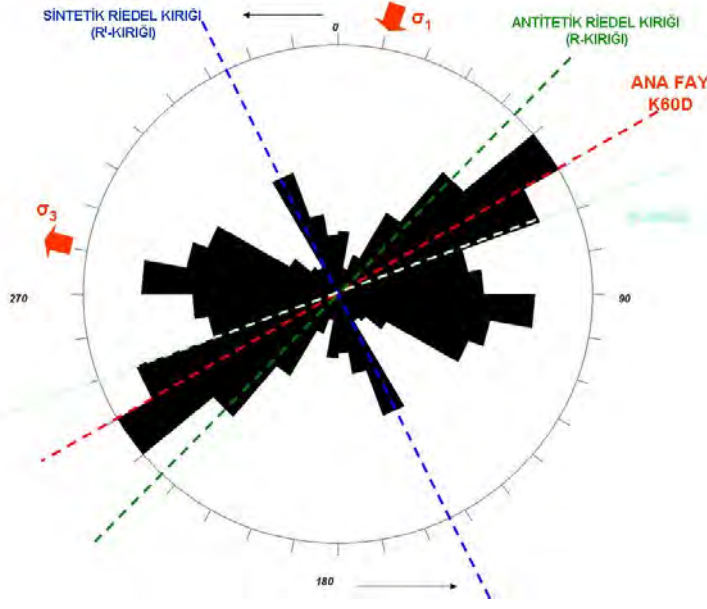 SİNTETİK RİEDEL KIRIĞI
(R'-KIRIĞI)
0
σ1
ANTİTETİK RİEDEL KIRIĞI
(R-KIRIĞI)
ANA FAY
K60D
σ3
270
90
180